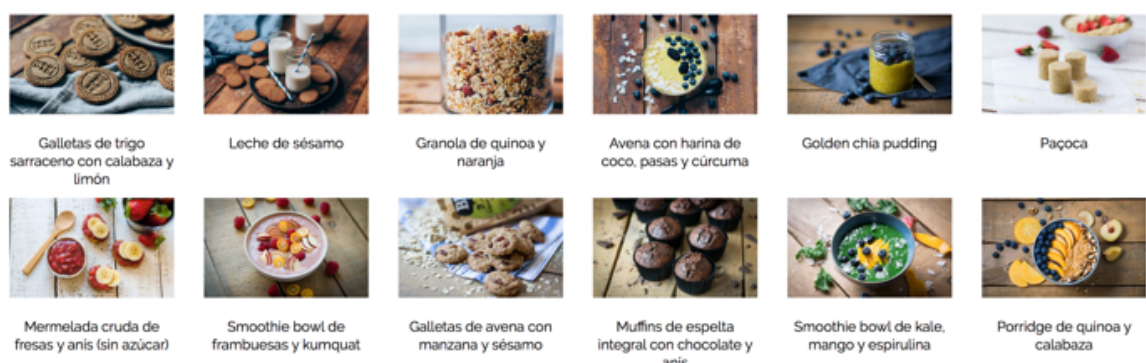 Galletas de trigo
sarraceno con calabaza y
limón
Leche de sésamo
Granola de quinoa y
naranja
Avena con harina de
coco, pasas y cúrcuma
Golden chia pudding
Paçoca
Mermelada cruda de
fresas y anís (sin azúcar)
Smoothie bowl de
frambuesas y kumquat
Galletas de avena con
manzana y sésamo
Muffins de espelta
integral con chocolate y
anís
Smoothie bowl de kale,
mango y espirulina
Porridge de quinoa y
calabaza